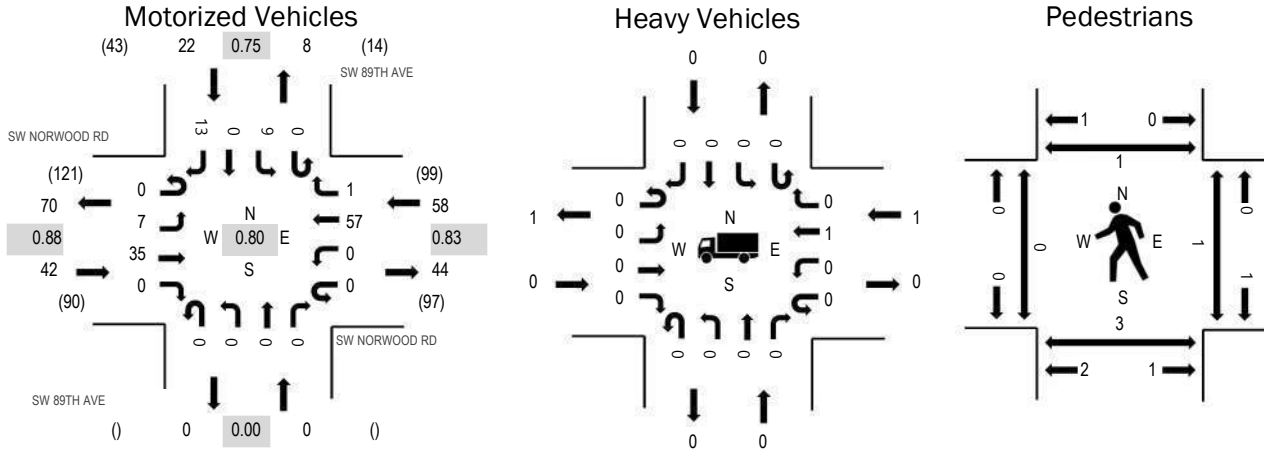 Motorized Vehicles
(43) 22 0.75 8 (14)
SW 89TH AVE
SW NORWOOD RD
13 0 9 0
(121) 0 1 (99)
70 7 N 57 58
0.88 W 0.80 E 0.83
42 35 S 0 44
(90) 0 0 (97)
0 0 0 0
SW NORWOOD RD
SW 89TH AVE
() 0 0.00 0 ()
Heavy Vehicles
0 0
0 0 0 0
0 0
1 0 N 1 1
W E
0 0 S 0 0
0 0
0 0 0 0
0 0
Pedestrians
1 0
1
0 N 0
0 W E 1
0 S 1
3
2 1